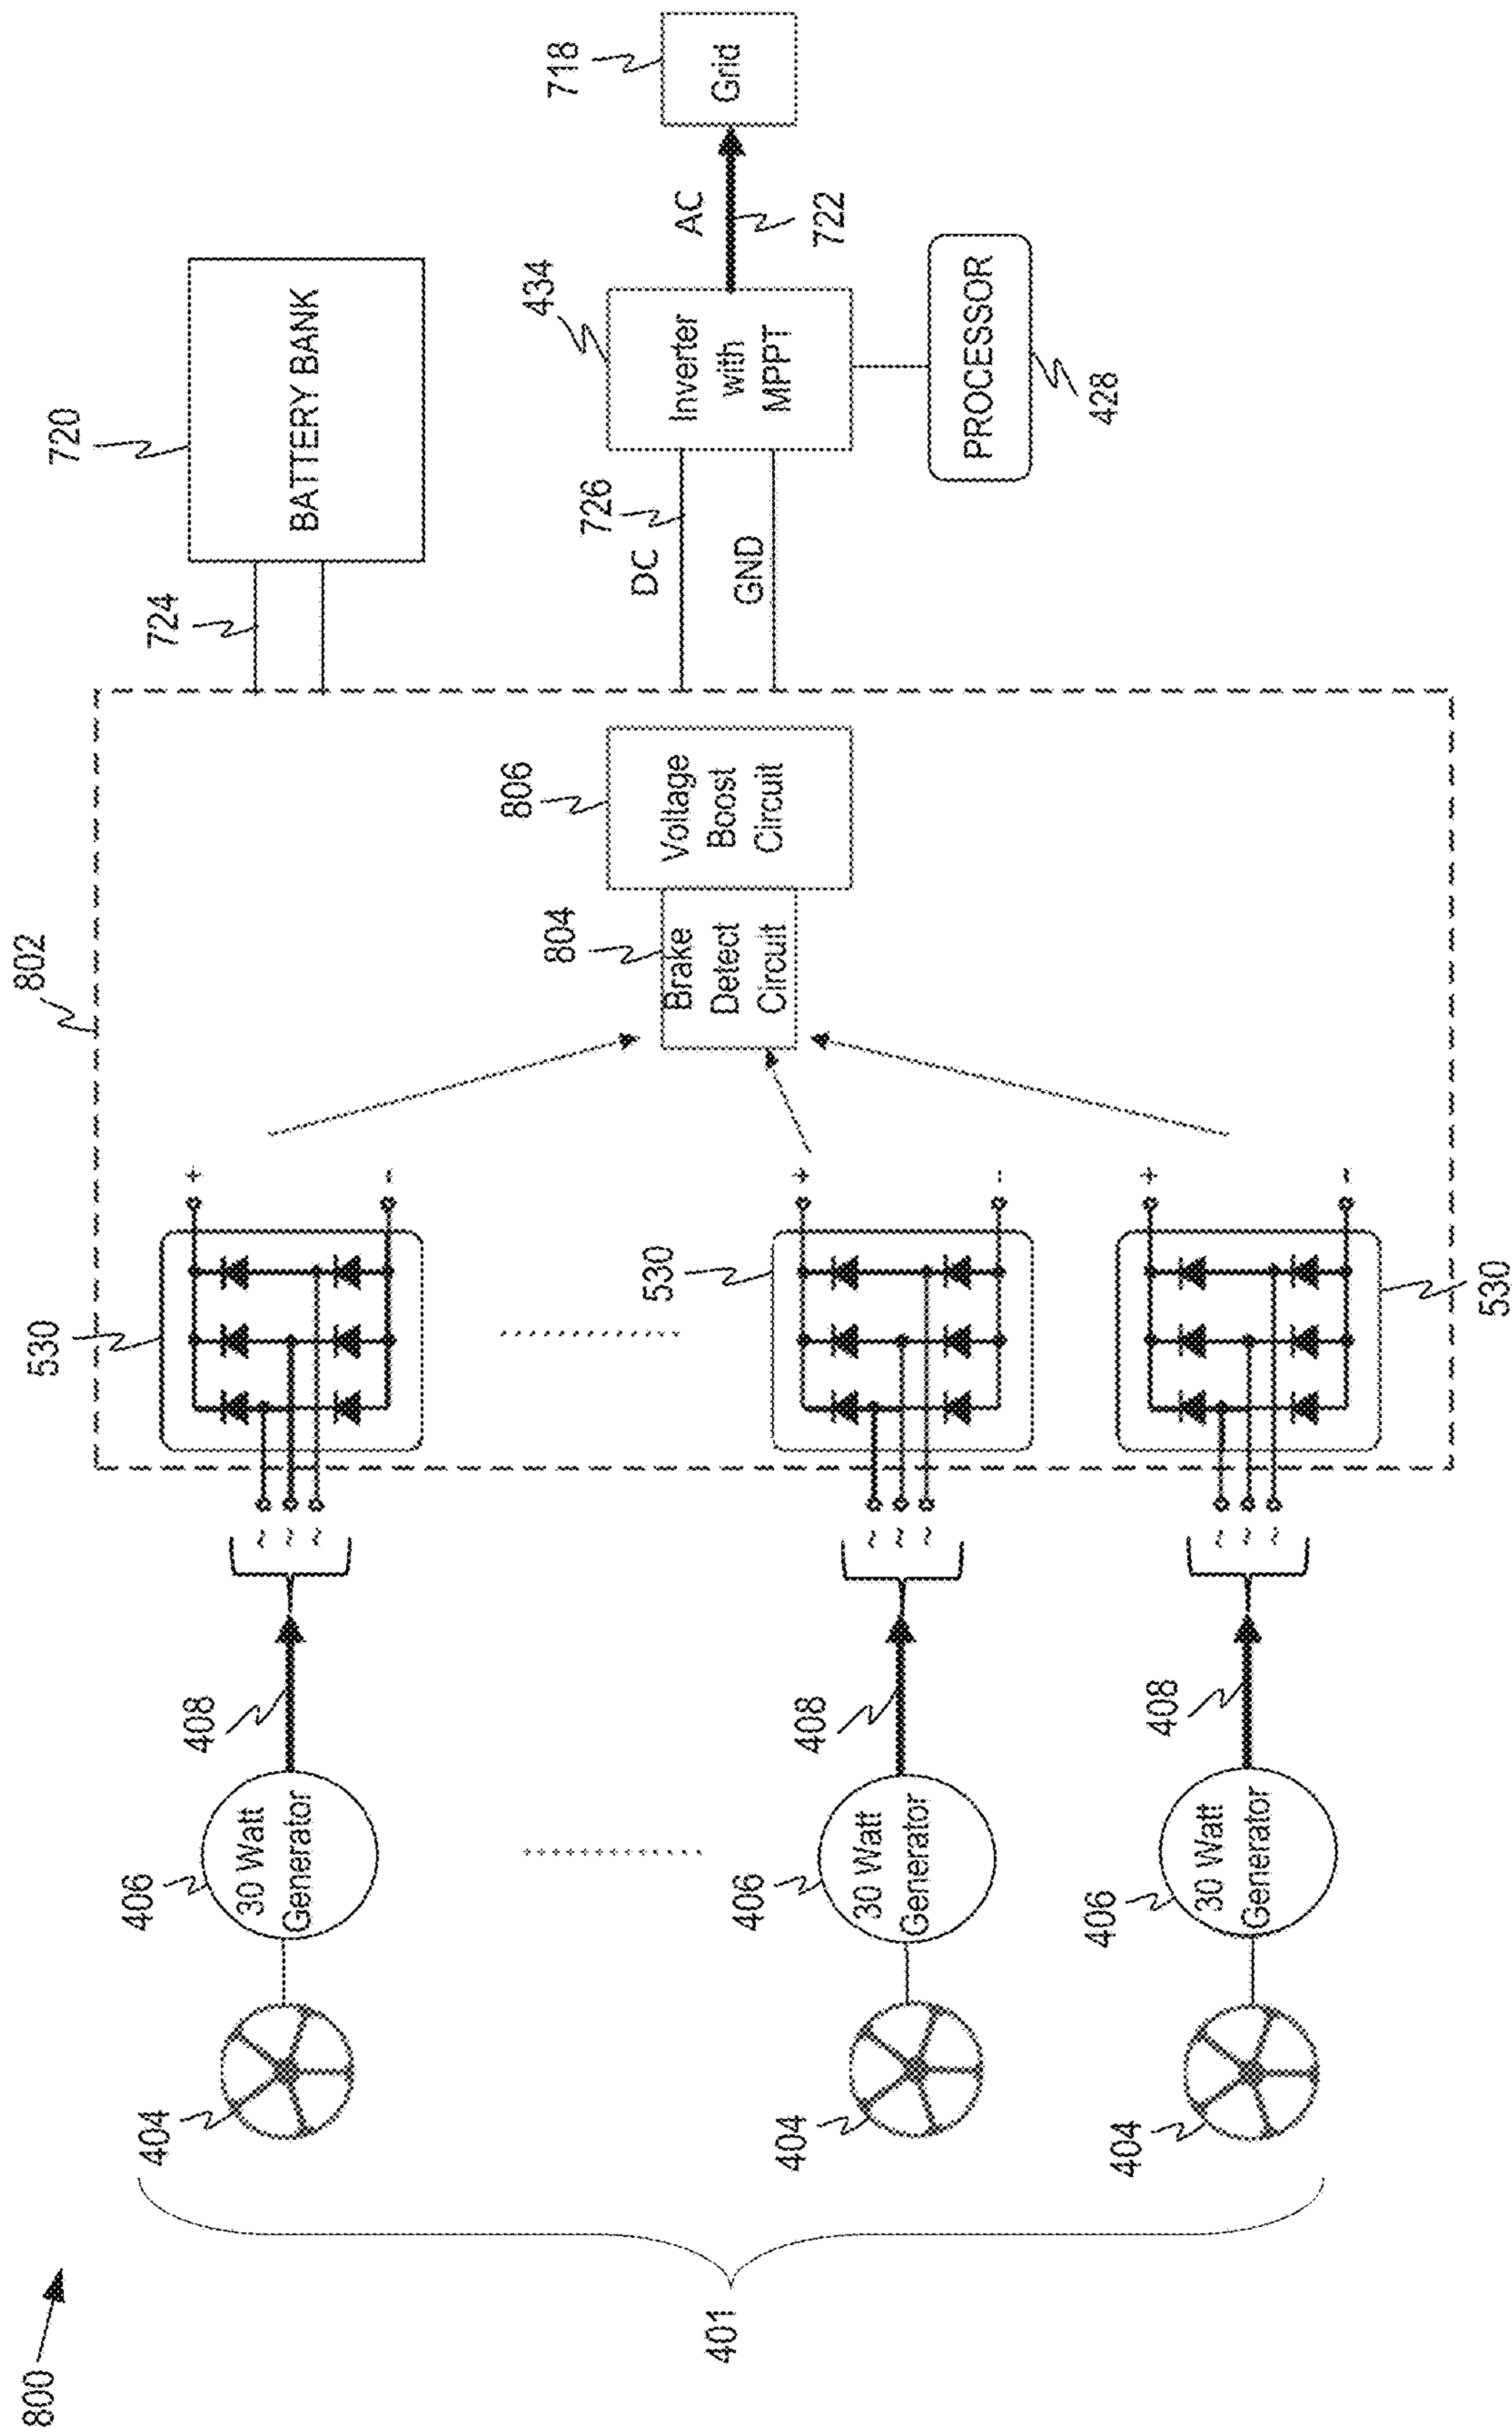 800
401
404
404
404
406
30 Watt
Generator
406
30 Watt
Generator
406
30 Watt
Generator
408
408
408
~
~
~
~
~
~
~
~
~
802
530
530
530
+
-
+
-
+
-
804
Brake
Detect
Circuit
806
Voltage
Boost
Circuit
724
720
BATTERY BANK
DC
726
GND
434
Inverter
with
MPPT
PROCESSOR
428
AC
722
718
Grid